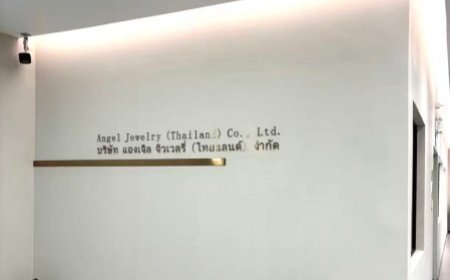 Angel Jewelry (Thailand) Co., Ltd.
บริษัท แองเจิล จิวเวลรี่ (ไทยแลนด์) จำกัด